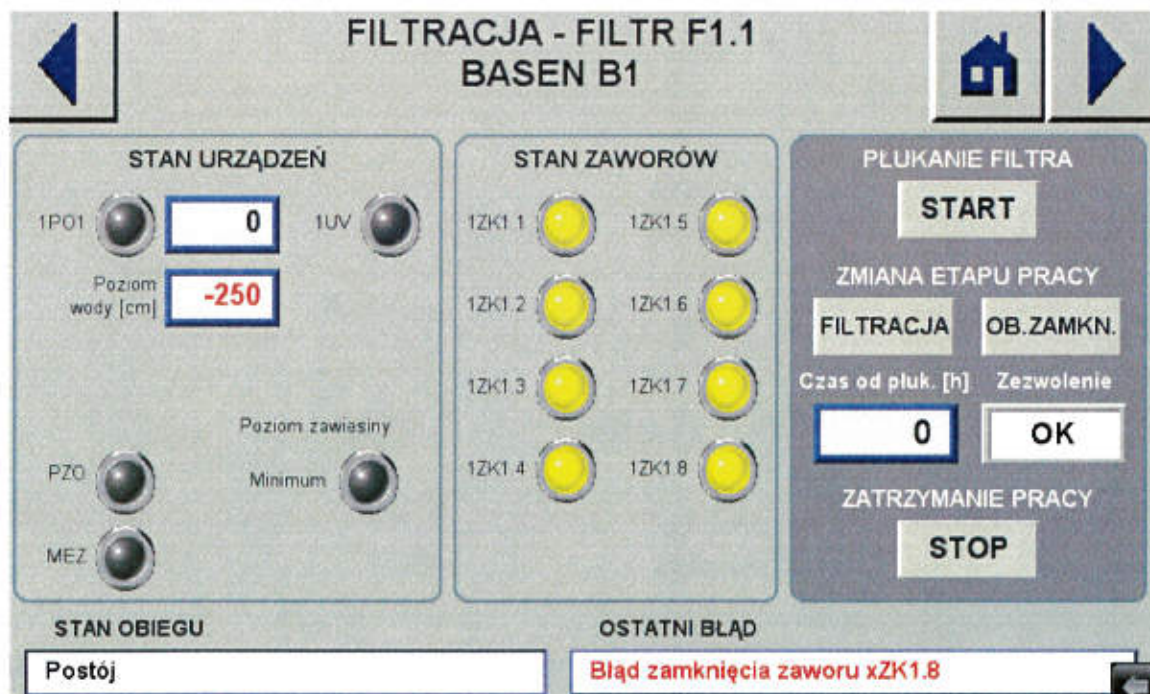 FILTRACJA - FILTR F1.1
BASEN B1
STAN URZĄDZEŃ
1PO1
0
1UV
Poziom
wody [cm]
-250
Poziom zawiesiny
PZO
Minimum
MEZ
STAN ZAWORÓW
1ZK1.1
1ZK1.5
1ZK1.2
1ZK1.6
1ZK1.3
1ZK1.7
1ZK1.4
1ZK1.8
PŁUKANIE FILTRA
START
ZMIANA ETAPU PRACY
FILTRACJA
OB.ZAMKN.
Czas od płuk. [h]
Zezwolenie
0
OK
ZATRZYMANIE PRACY
STOP
STAN OBIEGU
Postój
OSTATNI BŁĄD
Błąd zamknięcia zaworu xZK1.8